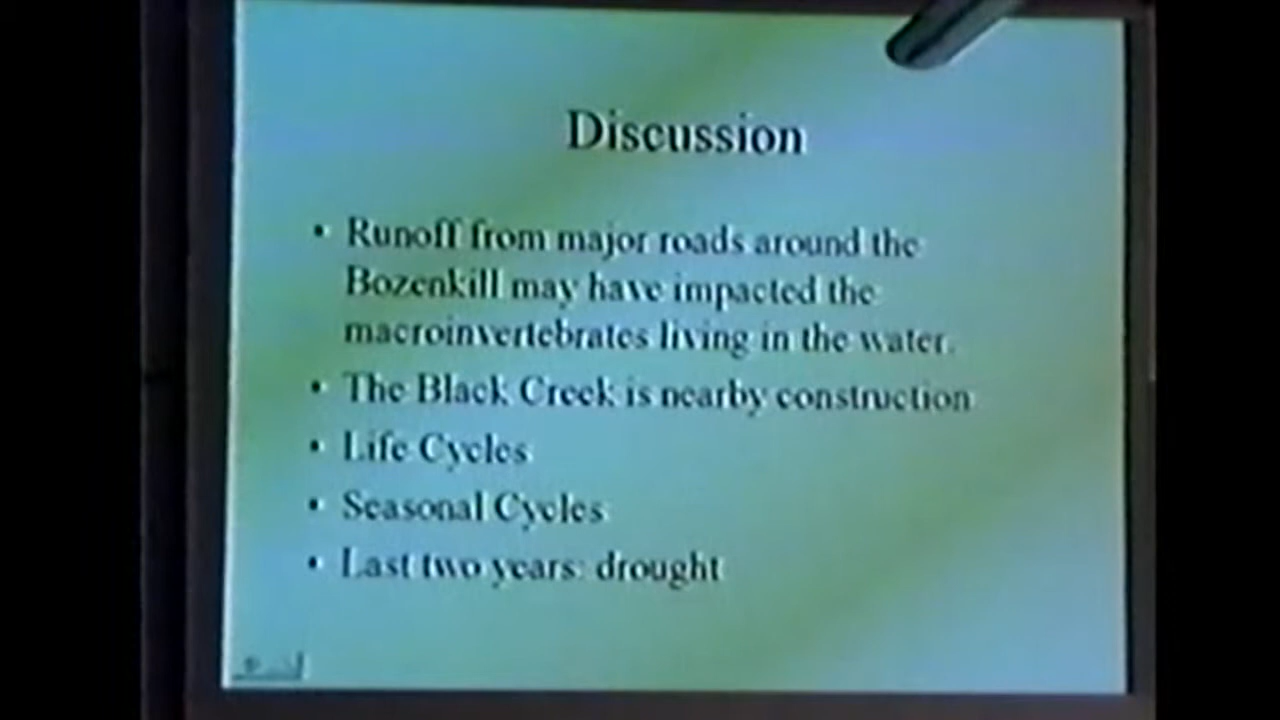 Discussion
• Runoff from major roads around the
Bozenkill may have impacted the
macroinvertebrates living in the water.
• The Black Creek is nearby construction
• Life Cycles
• Seasonal Cycles
• Last two years: drought